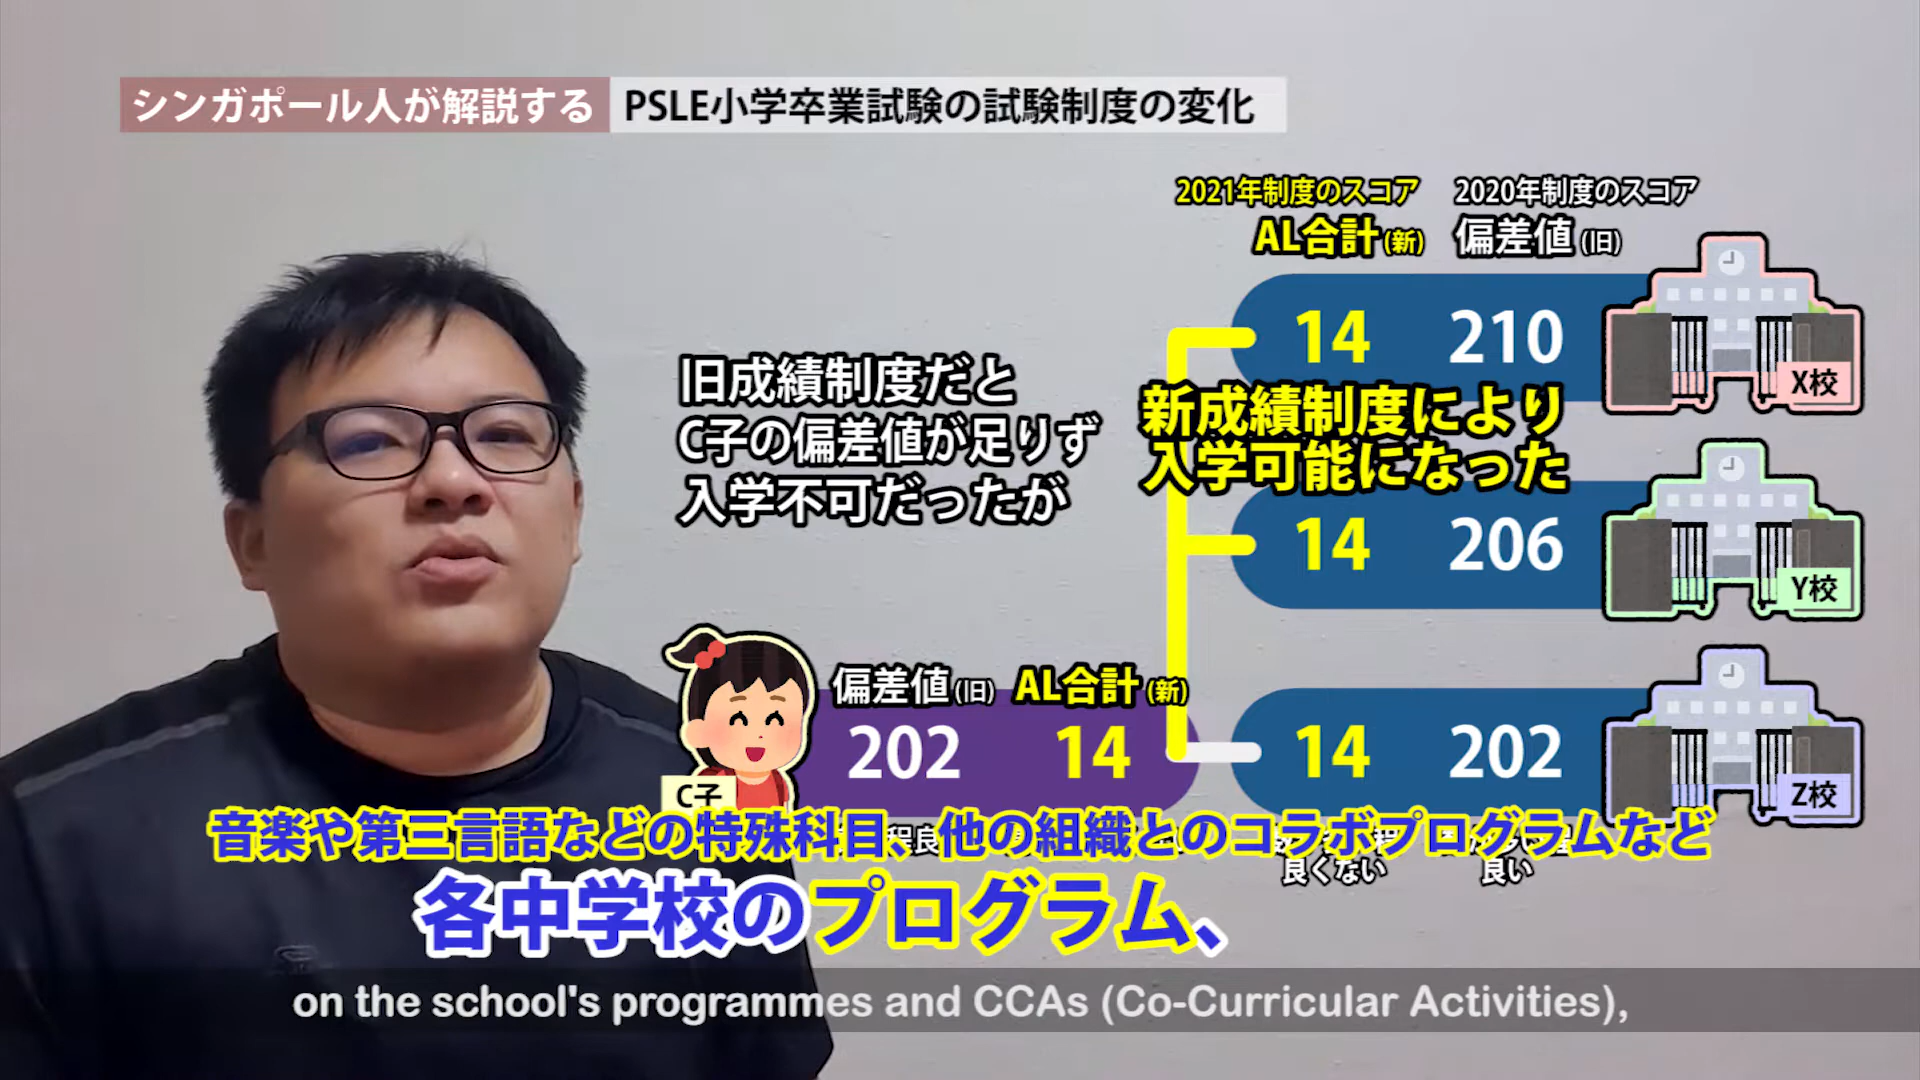 シンガポール人が解説する PSLE小学卒業試験の試験制度の変化
2021年制度のスコア 2020年制度のスコア
AL合計(新) 偏差値(旧)
14 210
X校
旧成績制度だと
C子の偏差値が足りず
入学不可だったが
新成績制度により
入学可能になった
14 206
Y校
偏差値(旧) AL合計(新)
202 14
C子
14 202
Z校
音楽や第三言語などの特殊科目、他の組織とのコラボプログラムなど
良くない 良い
各中学校のプログラム、
on the school's programmes and CCAs (Co-Curricular Activities),